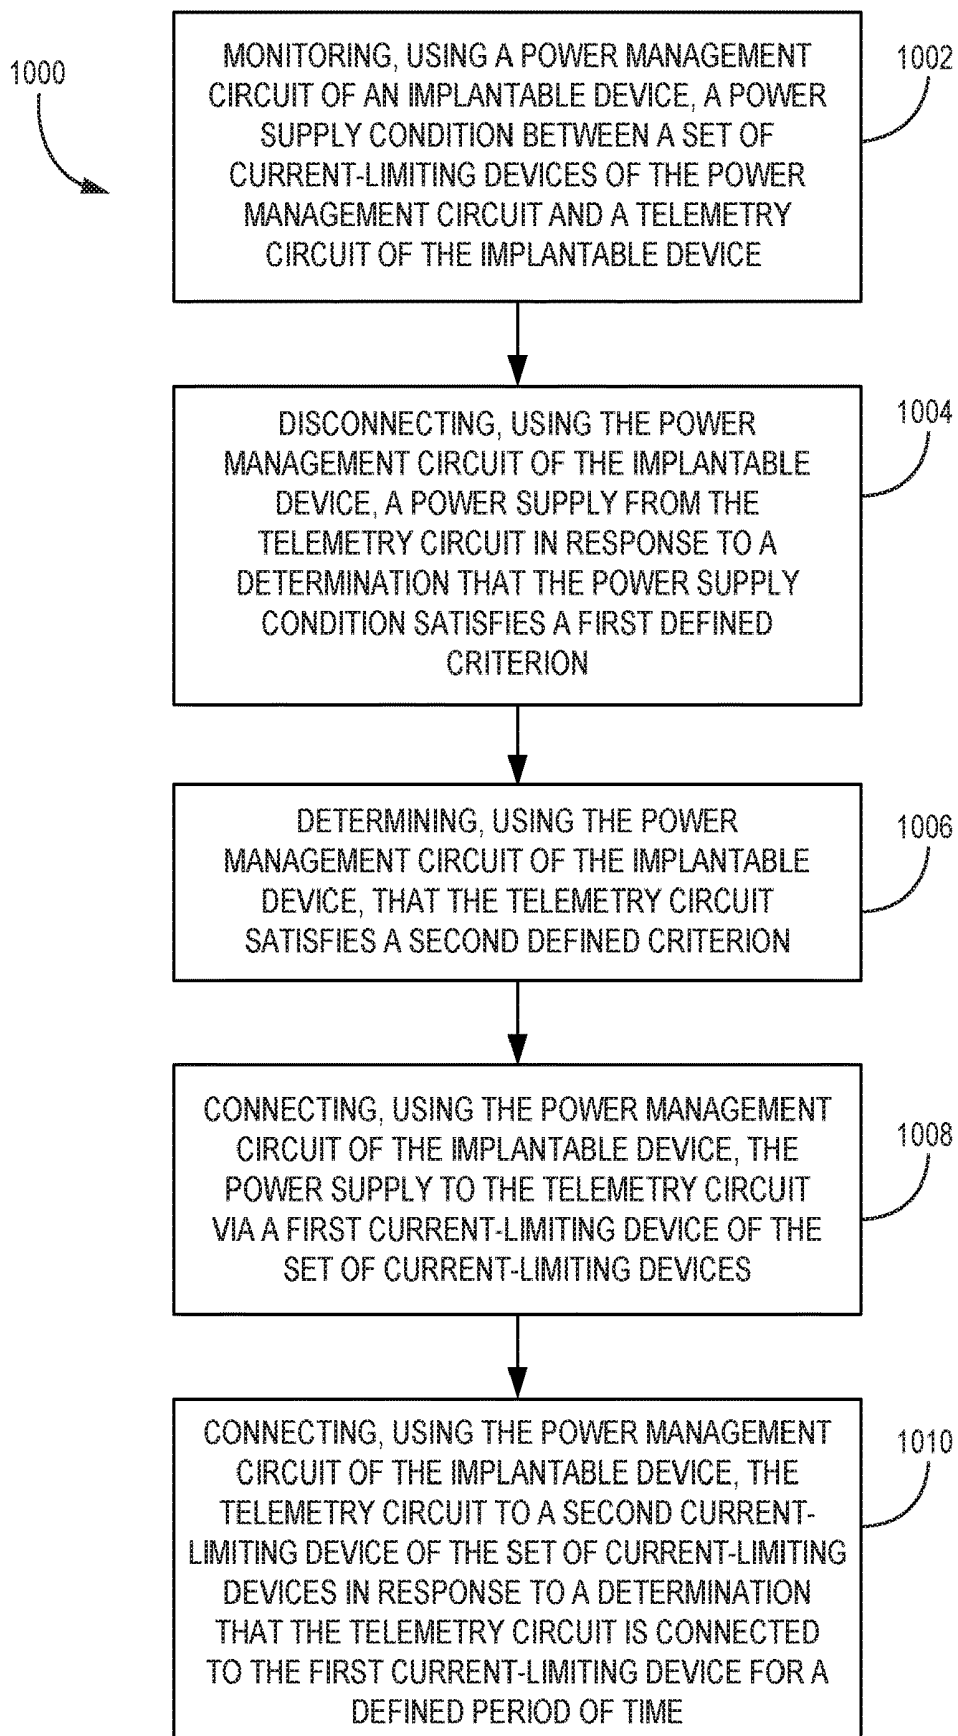 1000
MONITORING, USING A POWER MANAGEMENT
CIRCUIT OF AN IMPLANTABLE DEVICE, A POWER
SUPPLY CONDITION BETWEEN A SET OF
CURRENT-LIMITING DEVICES OF THE POWER
MANAGEMENT CIRCUIT AND A TELEMETRY
CIRCUIT OF THE IMPLANTABLE DEVICE
1002
DISCONNECTING, USING THE POWER
MANAGEMENT CIRCUIT OF THE IMPLANTABLE
DEVICE, A POWER SUPPLY FROM THE
TELEMETRY CIRCUIT IN RESPONSE TO A
DETERMINATION THAT THE POWER SUPPLY
CONDITION SATISFIES A FIRST DEFINED
CRITERION
1004
DETERMINING, USING THE POWER
MANAGEMENT CIRCUIT OF THE IMPLANTABLE
DEVICE, THAT THE TELEMETRY CIRCUIT
SATISFIES A SECOND DEFINED CRITERION
1006
CONNECTING, USING THE POWER MANAGEMENT
CIRCUIT OF THE IMPLANTABLE DEVICE, THE
POWER SUPPLY TO THE TELEMETRY CIRCUIT
VIA A FIRST CURRENT-LIMITING DEVICE OF THE
SET OF CURRENT-LIMITING DEVICES
1008
CONNECTING, USING THE POWER MANAGEMENT
CIRCUIT OF THE IMPLANTABLE DEVICE, THE
TELEMETRY CIRCUIT TO A SECOND CURRENT-
LIMITING DEVICE OF THE SET OF CURRENT-LIMITING
DEVICES IN RESPONSE TO A DETERMINATION
THAT THE TELEMETRY CIRCUIT IS CONNECTED
TO THE FIRST CURRENT-LIMITING DEVICE FOR A
DEFINED PERIOD OF TIME
1010